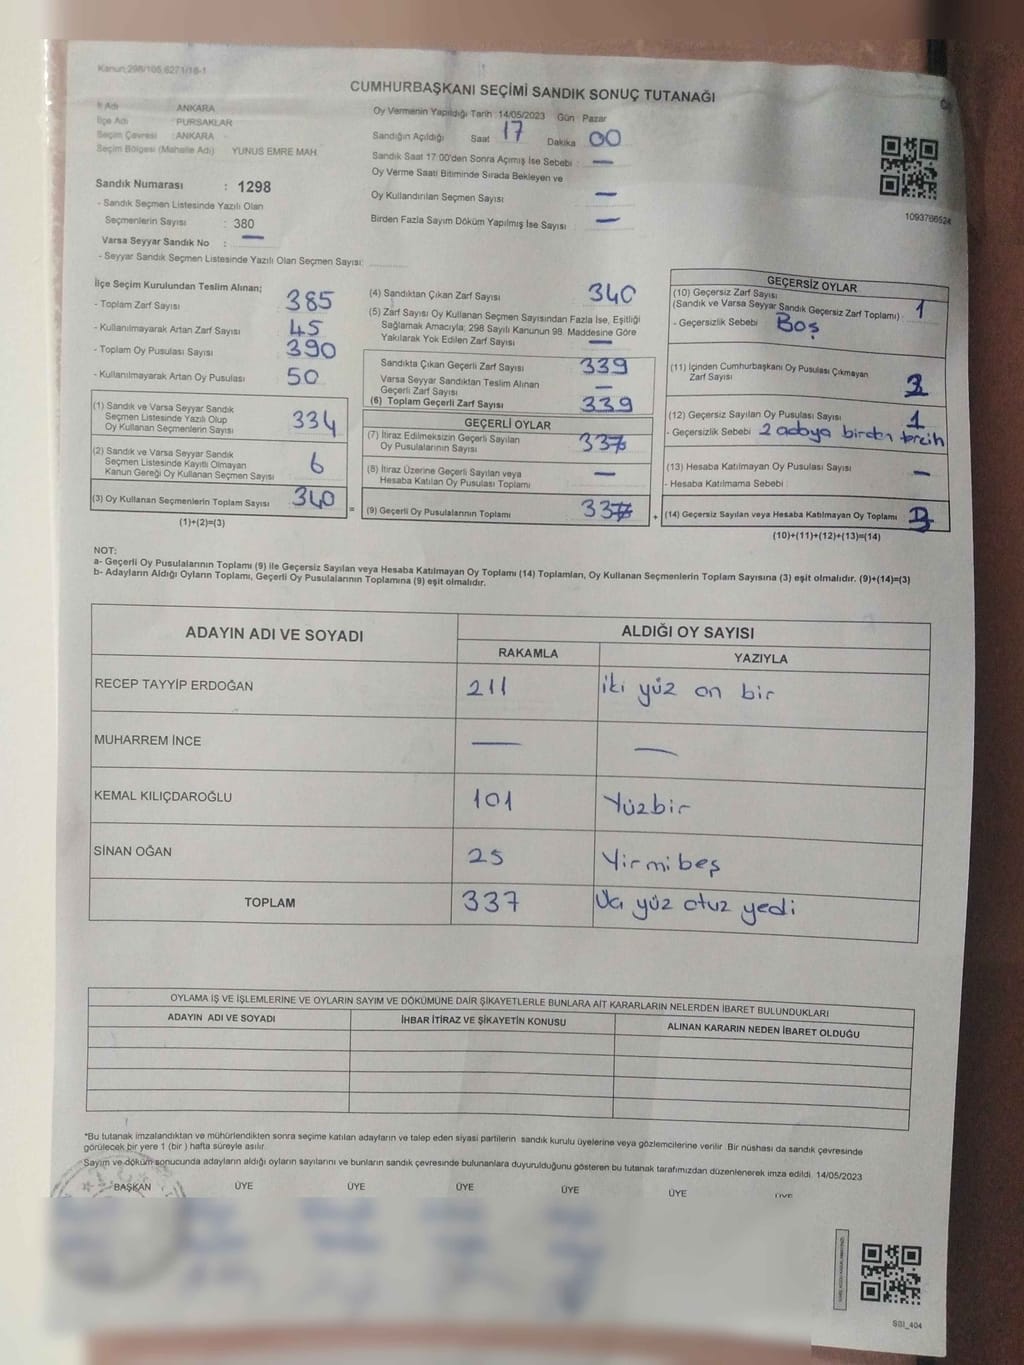 Kanun:298/105,6271/18-1
CUMHURBAŞKANI SEÇİMİ SANDIK SONUÇ TUTANAĞI
İl Adı ANKARA
İlçe Adı PURSAKLAR
Seçim Çevresi : ANKARA
Seçim Bölgesi (Mahalle Adı) YUNUS EMRE MAH.
Sandık Numarası : 1298
- Sandık Seçmen Listesinde Yazılı Olan
Seçmenlerin Sayısı : 380
Varsa Seyyar Sandık No : —
- Seyyar Sandık Seçmen Listesinde Yazılı Olan Seçmen Sayısı:
Oy Vermenin Yapıldığı Tarih :14/05/2023 Gün : Pazar
Sandığın Açıldığı Saat 17 Dakika 00
Sandık Saat 17:00'den Sonra Açımış İse Sebebi : —
Oy Verme Saati Bitiminde Sırada Bekleyen ve
Oy Kullandırılan Seçmen Sayısı —
Birden Fazla Sayım Döküm Yapılmış İse Sayısı : —
1093766524
İlçe Seçim Kurulundan Teslim Alınan;
- Toplam Zarf Sayısı 385
- Kullanılmayarak Artan Zarf Sayısı 45
- Toplam Oy Pusulası Sayısı 390
- Kullanılmayarak Artan Oy Pusulası 50
(1) Sandık ve Varsa Seyyar Sandık
Seçmen Listesinde Yazılı Olup
Oy Kullanan Seçmenlerin Sayısı 334
(2) Sandık ve Varsa Seyyar Sandık
Seçmen Listesinde Kayıtlı Olmayan
Kanun Gereği Oy Kullanan Seçmen Sayısı 6
(3) Oy Kullanan Seçmenlerin Toplam Sayısı 340
(1)+(2)=(3)
(4) Sandıktan Çıkan Zarf Sayısı 340
(5) Zarf Sayısı Oy Kullanan Seçmen Sayısından Fazla İse, Eşitliği
Sağlamak Amacıyla; 298 Sayılı Kanunun 98. Maddesine Göre
Yakılarak Yok Edilen Zarf Sayısı —
Sandıkta Çıkan Geçerli Zarf Sayısı 339
Varsa Seyyar Sandıktan Teslim Alınan
Geçerli Zarf Sayısı —
(6) Toplam Geçerli Zarf Sayısı 339
GEÇERLİ OYLAR
(7) İtiraz Edilmeksizin Geçerli Sayılan
Oy Pusulalarının Sayısı 337
(8) İtiraz Üzerine Geçerli Sayılan veya
Hesaba Katılan Oy Pusulası Toplamı —
(9) Geçerli Oy Pusulalarının Toplamı 337
= +
GEÇERSİZ OYLAR
(10) Geçersiz Zarf Sayısı
(Sandık ve Varsa Seyyar Sandık Geçersiz Zarf Toplamı) : 1
- Geçersizlik Sebebi : Boş
(11) İçinden Cumhurbaşkanı Oy Pusulası Çıkmayan
Zarf Sayısı
(12) Geçersiz Sayılan Oy Pusulası Sayısı 1
- Geçersizlik Sebebi : 2 adaya birden tercih
(13) Hesaba Katılmayan Oy Pusulası Sayısı —
- Hesaba Katılmama Sebebi :
(14) Geçersiz Sayılan veya Hesaba Katılmayan Oy Toplamı
(10)+(11)+(12)+(13)=(14)
NOT:
a- Geçerli Oy Pusulalarının Toplamı (9) ile Geçersiz Sayılan veya Hesaba Katılmayan Oy Toplamı (14) Toplamları, Oy Kullanan Seçmenlerin Toplam Sayısına (3) eşit olmalıdır. (9)+(14)=(3)
b- Adayların Aldığı Oyların Toplamı, Geçerli Oy Pusulalarının Toplamına (9) eşit olmalıdır.
ADAYIN ADI VE SOYADI ALDIĞI OY SAYISI
RAKAMLA YAZIYLA
RECEP TAYYİP ERDOĞAN 211 iki yüz on bir
MUHARREM İNCE — —
KEMAL KILIÇDAROĞLU 101 Yüzbir
SİNAN OĞAN 25 Yirmibeş
TOPLAM 337 Üç yüz otuz yedi
OYLAMA İŞ VE İŞLEMLERİNE VE OYLARIN SAYIM VE DÖKÜMÜNE DAİR ŞİKAYETLERLE BUNLARA AİT KARARLARIN NELERDEN İBARET BULUNDUKLARI
ADAYIN ADI VE SOYADI İHBAR İTİRAZ VE ŞİKAYETİN KONUSU ALINAN KARARIN NEDEN İBARET OLDUĞU
*Bu tutanak imzalandıktan ve mühürlendikten sonra seçime katılan adayların ve talep eden siyasi partilerin sandık kurulu üyelerine veya gözlemcilerine verilir. Bir nüshası da sandık çevresinde
görülecek bir yere 1 (bir) hafta süreyle asılır.
Sayım ve döküm sonucunda adayların aldığı oyların sayılarını ve bunların sandık çevresinde bulunanlara duyurulduğunu gösteren bu tutanak tarafımızdan düzenlenerek imza edildi. 14/05/2023
BAŞKAN ÜYE ÜYE ÜYE ÜYE ÜYE ÜYE
SSI_404